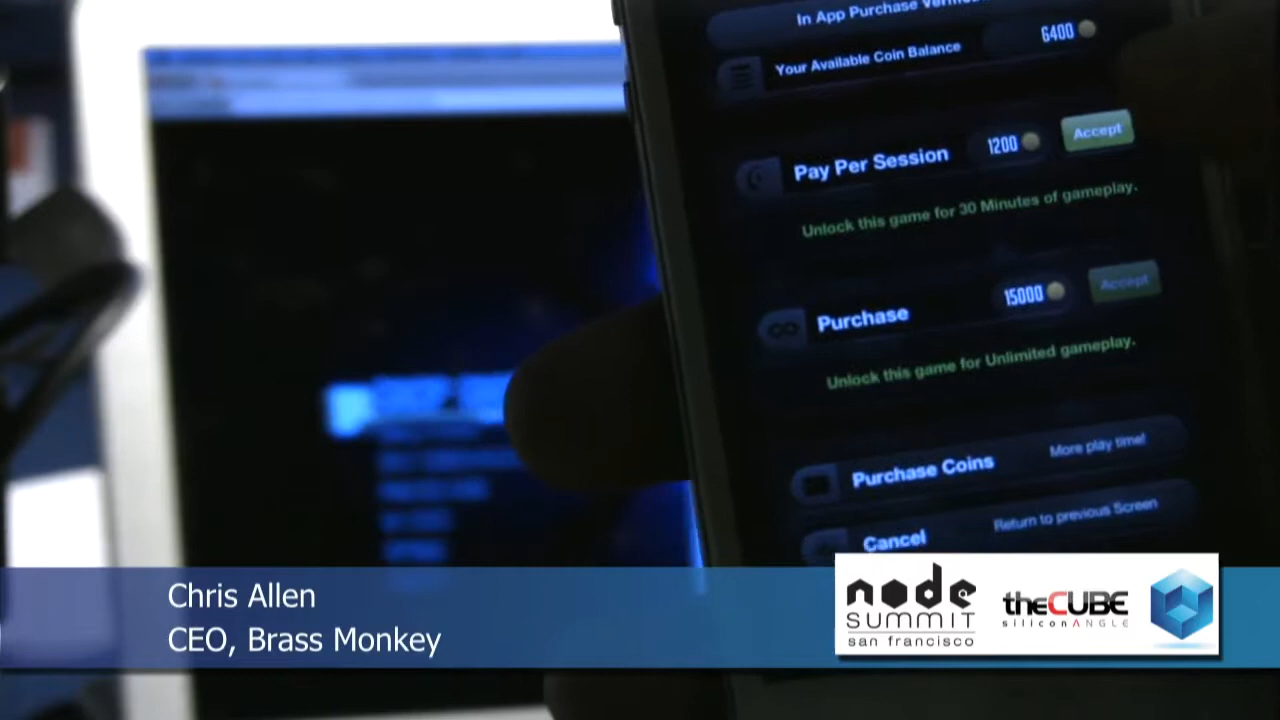 In App Purchase
Your Available Coin Balance 6400
Pay Per Session 1200 Accept
Unlock this game for 30 Minutes of gameplay.
Purchase 15000 Accept
Unlock this game for Unlimited gameplay.
Purchase Coins More play time!
Cancel Return to previous Screen
Chris Allen
CEO, Brass Monkey
node
SUMMIT
san francisco
theCUBE
siliconANGLE